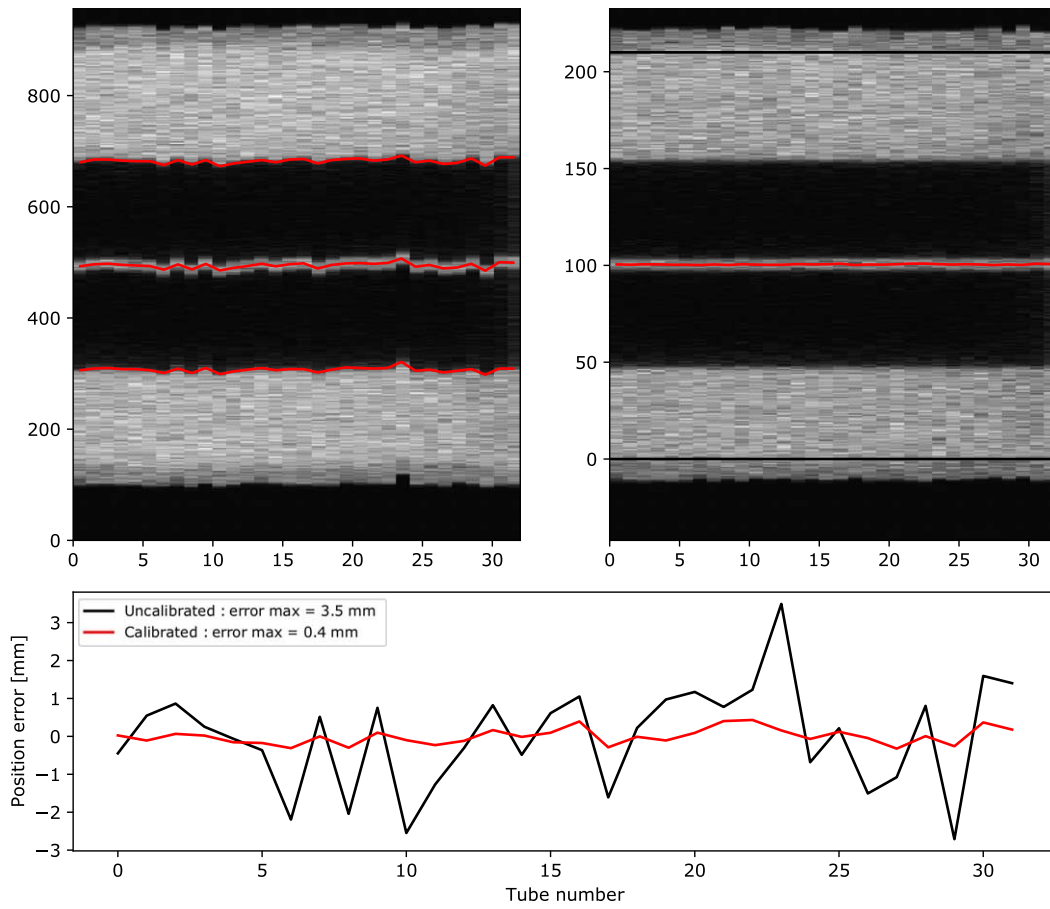 800
600
400
200
0
0 5 10 15 20 25 30
200
150
100
50
0
0 5 10 15 20 25 30
Position error [mm]
3
2
1
0
−1
−2
−3
Uncalibrated : error max = 3.5 mm
Calibrated : error max = 0.4 mm
0 5 10 15 20 25 30
Tube number